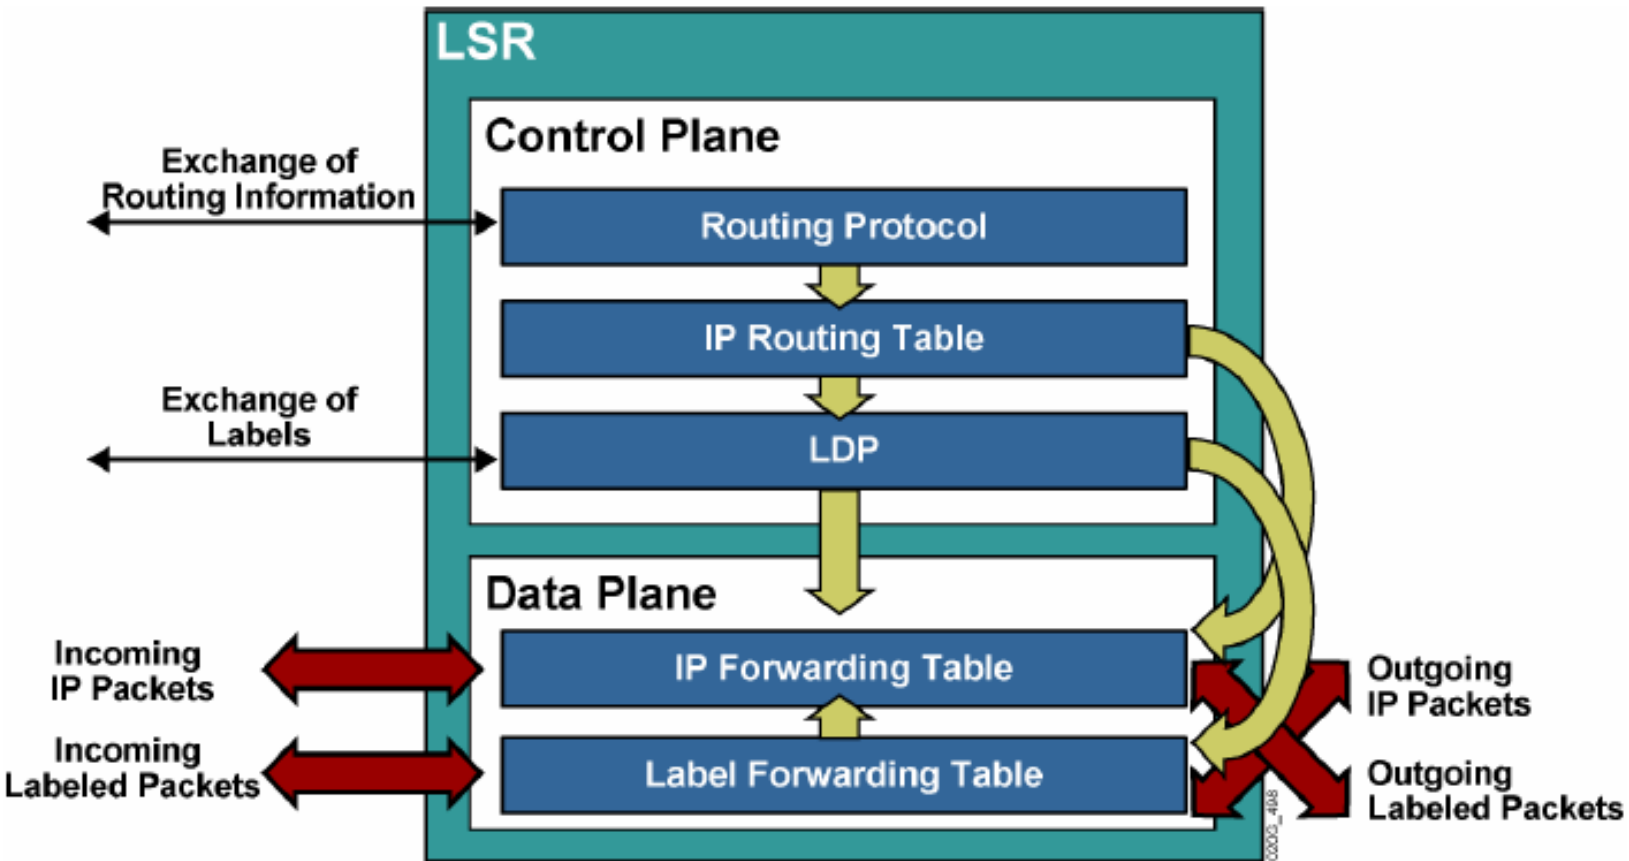 LSR
Control Plane
Exchange of
Routing Information
Routing Protocol
IP Routing Table
Exchange of
Labels
LDP
Data Plane
Incoming
IP Packets
IP Forwarding Table
Outgoing
IP Packets
Incoming
Labeled Packets
Label Forwarding Table
Outgoing
Labeled Packets